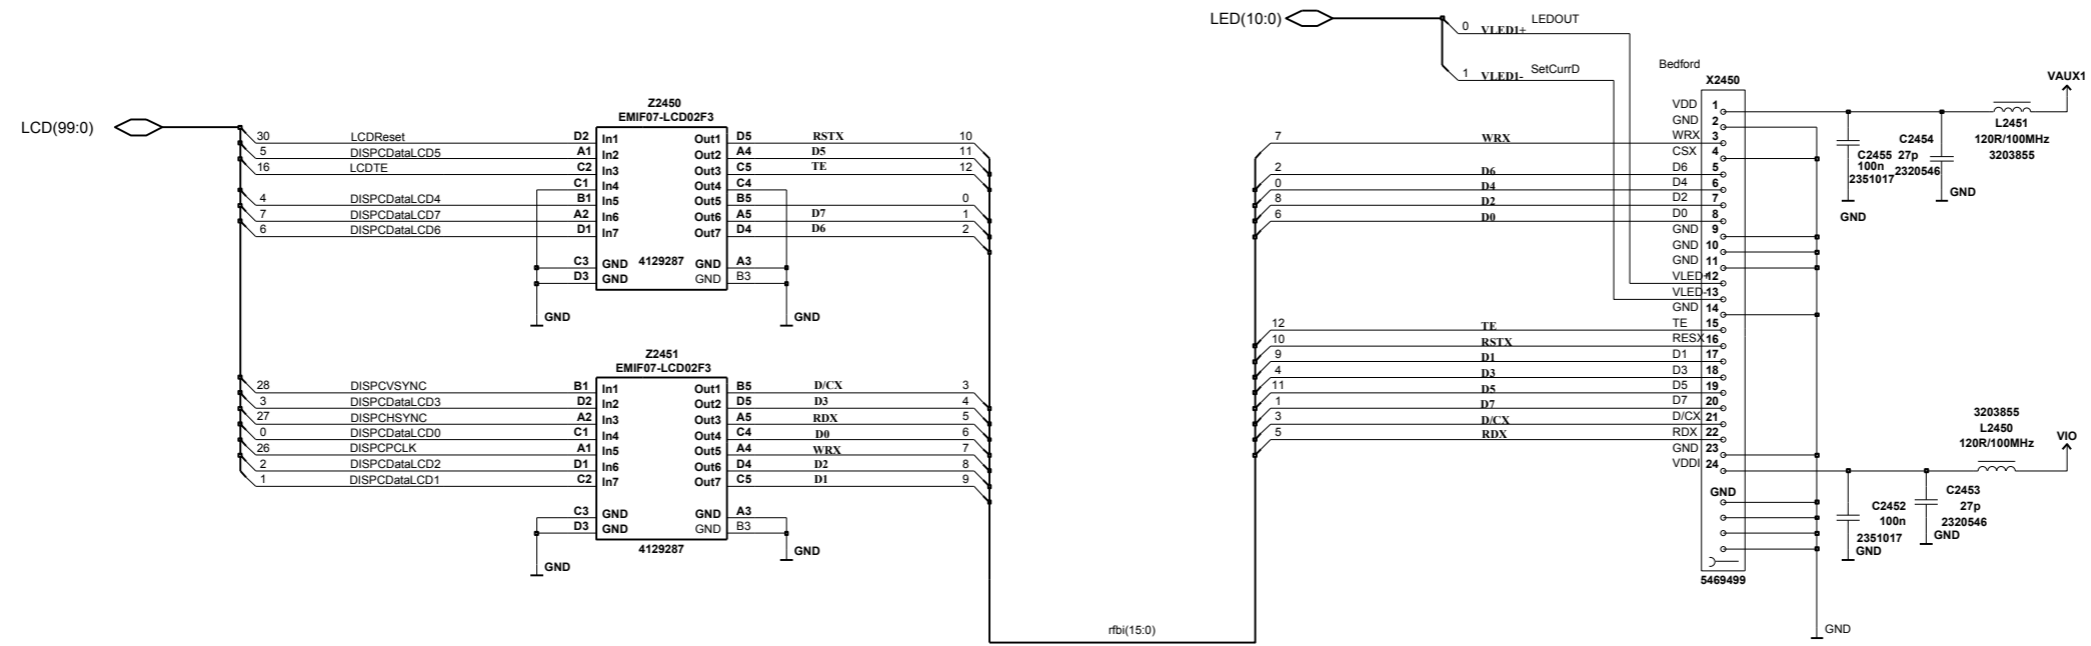 LED(10:0)
0 VLED1+ LEDOUT
1 VLED1- SetCurrD
LCD(99:0)
Z2450
EMIF07-LCD02F3
30 LCDReset D2 In1 Out1 D5 RSTX 10
5 DISPCDataLCD5 A1 In2 Out2 A4 D5 11
16 LCDTE C2 In3 Out3 C5 TE 12
C1 In4 Out4 C4
4 DISPCDataLCD4 B1 In5 Out5 B5 0
7 DISPCDataLCD7 A2 In6 Out6 A5 D7 1
6 DISPCDataLCD6 D1 In7 Out7 D4 D6 2
C3 GND 4129287 GND A3
D3 GND GND B3
GND GND
Z2451
EMIF07-LCD02F3
28 DISPCVSYNC B1 In1 Out1 B5 D/CX 3
3 DISPCDataLCD3 D2 In2 Out2 D5 D3 4
27 DISPCHSYNC A2 In3 Out3 A5 RDX 5
0 DISPCDataLCD0 C1 In4 Out4 C4 D0 6
26 DISPCPCLK A1 In5 Out5 A4 WRX 7
2 DISPCDataLCD2 D1 In6 Out6 D4 D2 8
1 DISPCDataLCD1 C2 In7 Out7 C5 D1 9
C3 GND GND A3
D3 GND GND B3
4129287
GND GND
rfbi(15:0)
Bedford
X2450
VDD 1
GND 2
7 WRX WRX 3
CSX 4
2 D6 D6 5
0 D4 D4 6
8 D2 D2 7
6 D0 D0 8
GND 9
GND 10
GND 11
VLED+ 12
VLED- 13
GND 14
12 TE TE 15
10 RSTX RESX 16
9 D1 D1 17
4 D3 D3 18
11 D5 D5 19
1 D7 D7 20
3 D/CX D/CX 21
5 RDX RDX 22
GND 23
VDDI 24
GND
5469499
GND
VAUX1
L2451
120R/100MHz
3203855
C2455
100n
2351017
GND
C2454
27p
2320546
GND
3203855
L2450
120R/100MHz
VIO
C2452
100n
2351017
GND
C2453
27p
2320546
GND